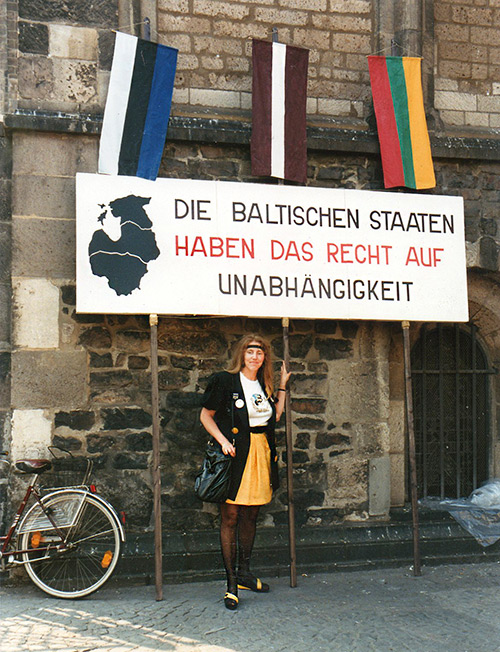 DIE BALTISCHEN STAATEN
HABEN DAS RECHT AUF
UNABHÄNGIGKEIT